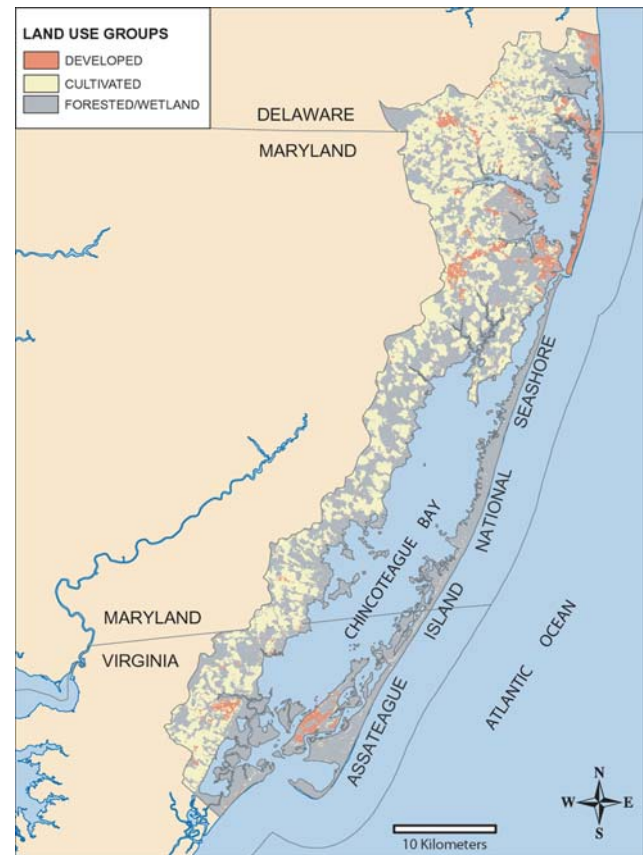 LAND USE GROUPS
DEVELOPED
CULTIVATED
FORESTED/WETLAND
DELAWARE
MARYLAND
ASSATEAGUE ISLAND NATIONAL SEASHORE
CHINCOTEAGUE BAY
MARYLAND
VIRGINIA
ATLANTIC OCEAN
N
W E
S
10 Kilometers